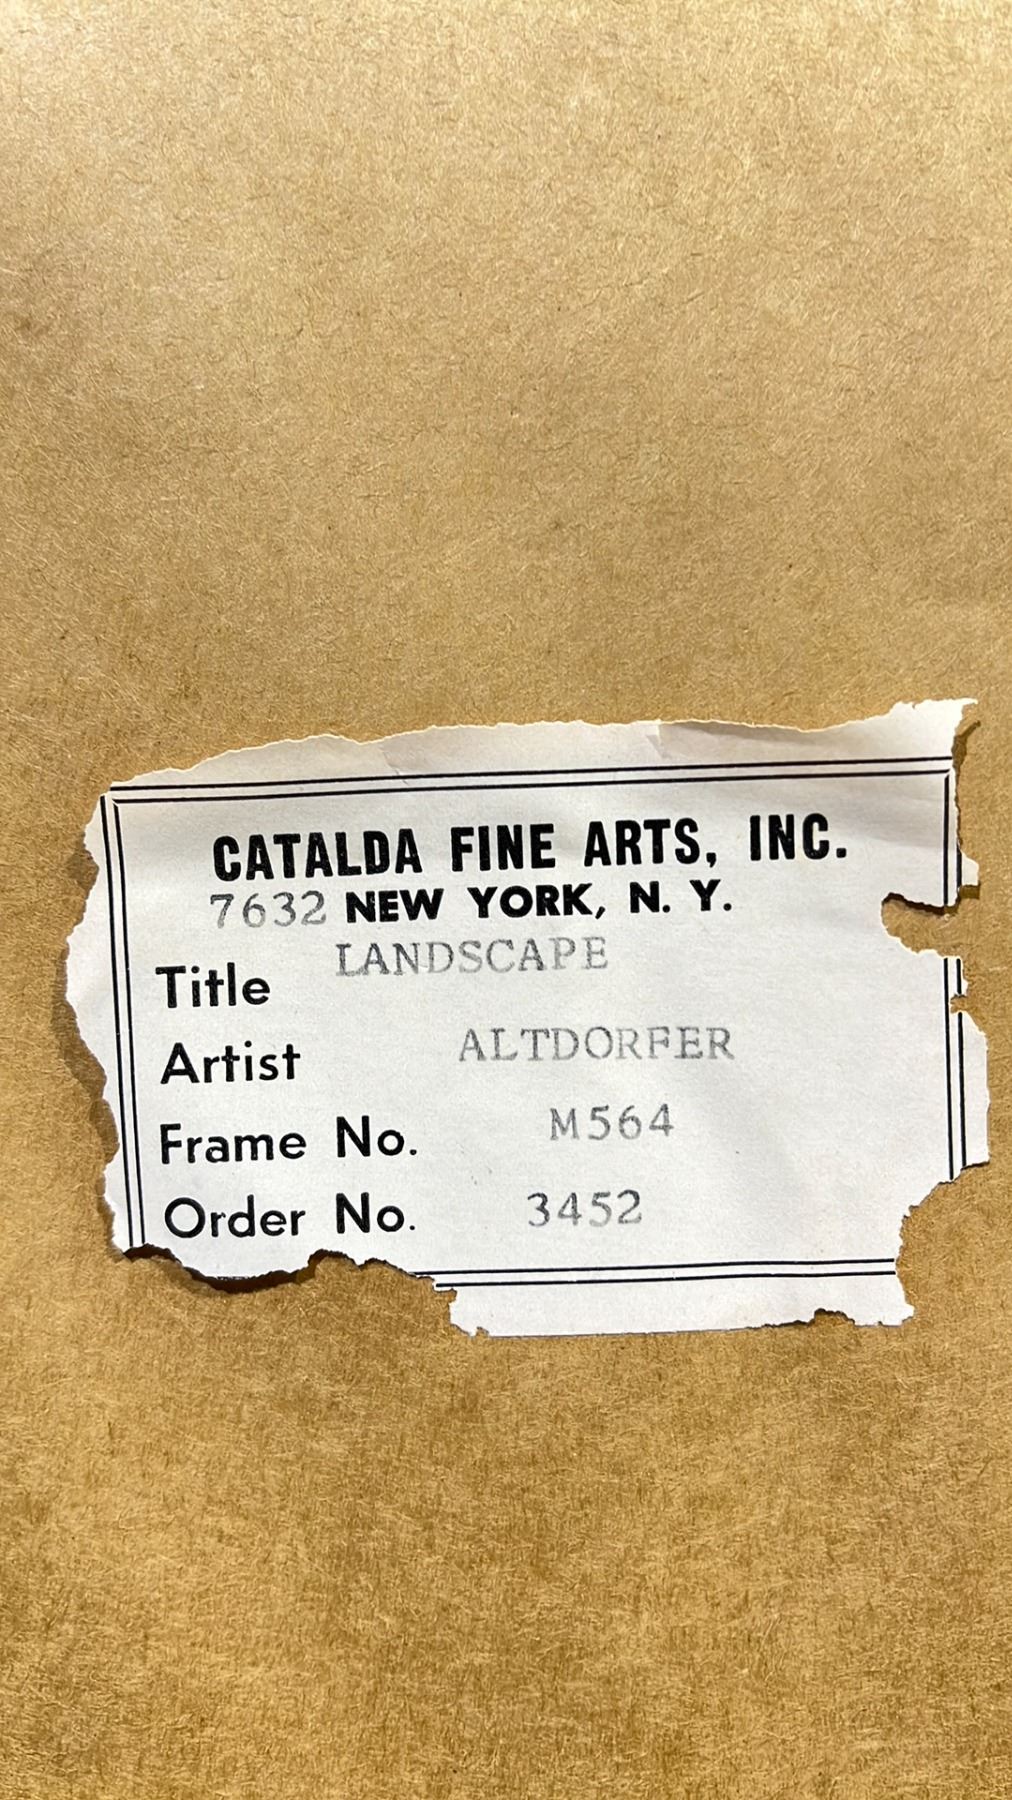 CATALDA FINE ARTS, INC.
7632 NEW YORK, N. Y.
Title LANDSCAPE
Artist ALTDORFER
Frame No. M564
Order No. 3452